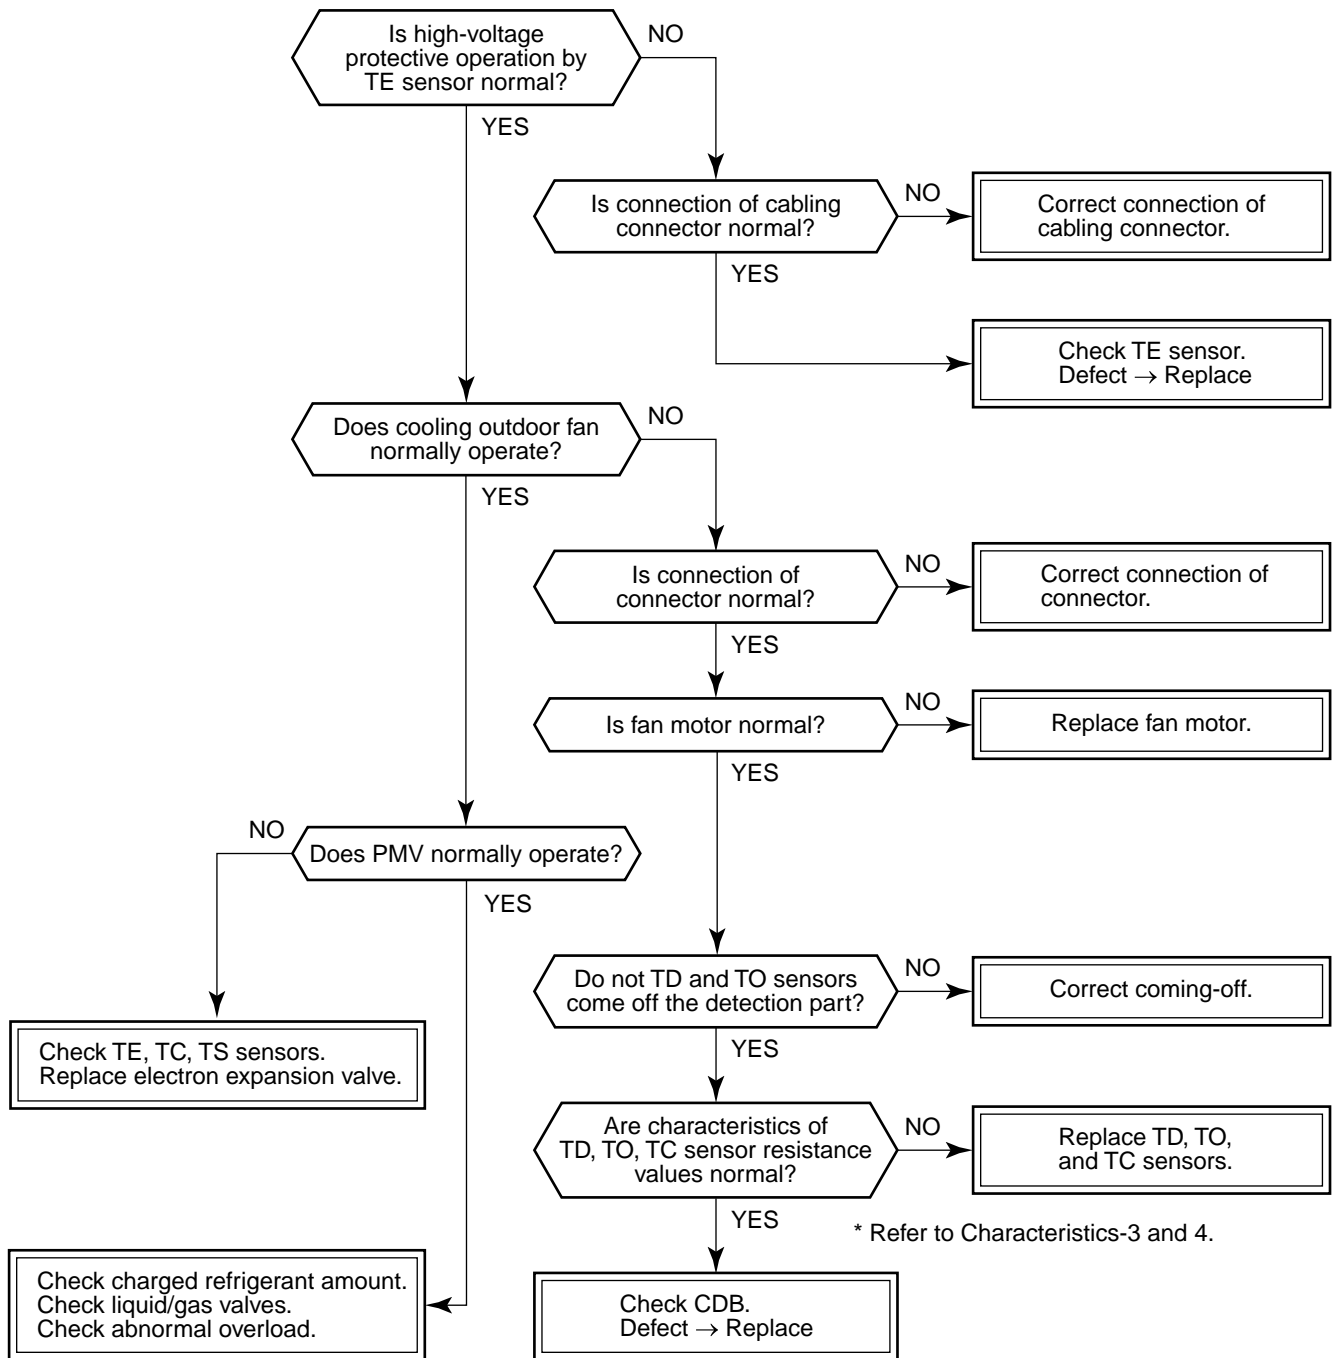 Is high-voltage
protective operation by
TE sensor normal?
NO
YES
Is connection of cabling
connector normal?
NO
Correct connection of
cabling connector.
YES
Check TE sensor.
Defect → Replace
Does cooling outdoor fan
normally operate?
NO
YES
Is connection of
connector normal?
NO
Correct connection of
connector.
YES
Is fan motor normal?
NO
Replace fan motor.
YES
NO
Does PMV normally operate?
YES
Do not TD and TO sensors
come off the detection part?
NO
Correct coming-off.
YES
Check TE, TC, TS sensors.
Replace electron expansion valve.
Are characteristics of
TD, TO, TC sensor resistance
values normal?
NO
Replace TD, TO,
and TC sensors.
YES
* Refer to Characteristics-3 and 4.
Check charged refrigerant amount.
Check liquid/gas valves.
Check abnormal overload.
Check CDB.
Defect → Replace